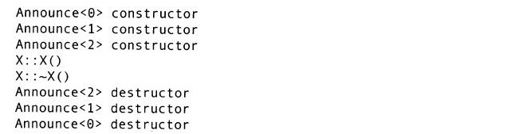 Announce<0> constructor
Announce<1> constructor
Announce<2> constructor
X::X()
X::~X()
Announce<2> destructor
Announce<1> destructor
Announce<0> destructor